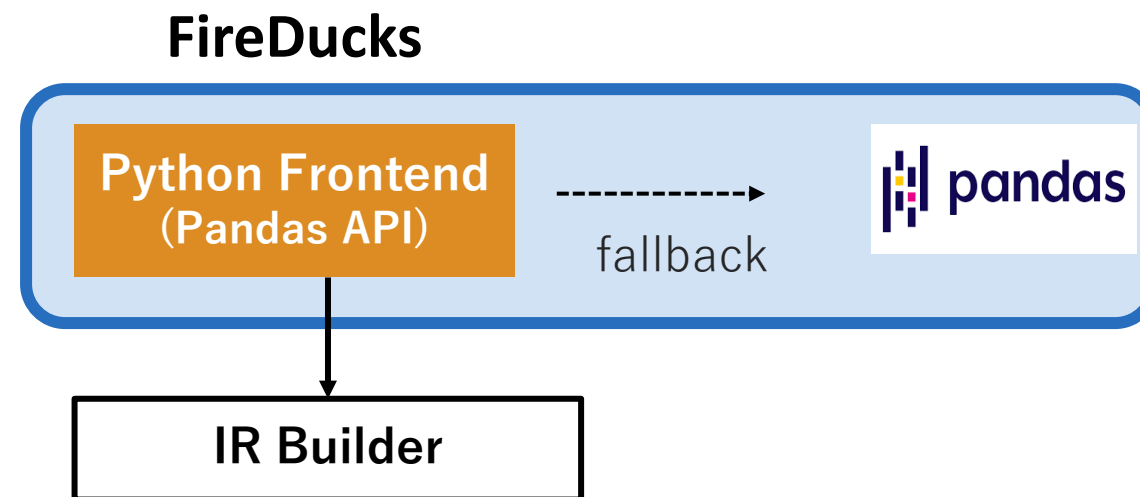 FireDucks
Python Frontend
(Pandas API)
fallback
pandas
IR Builder